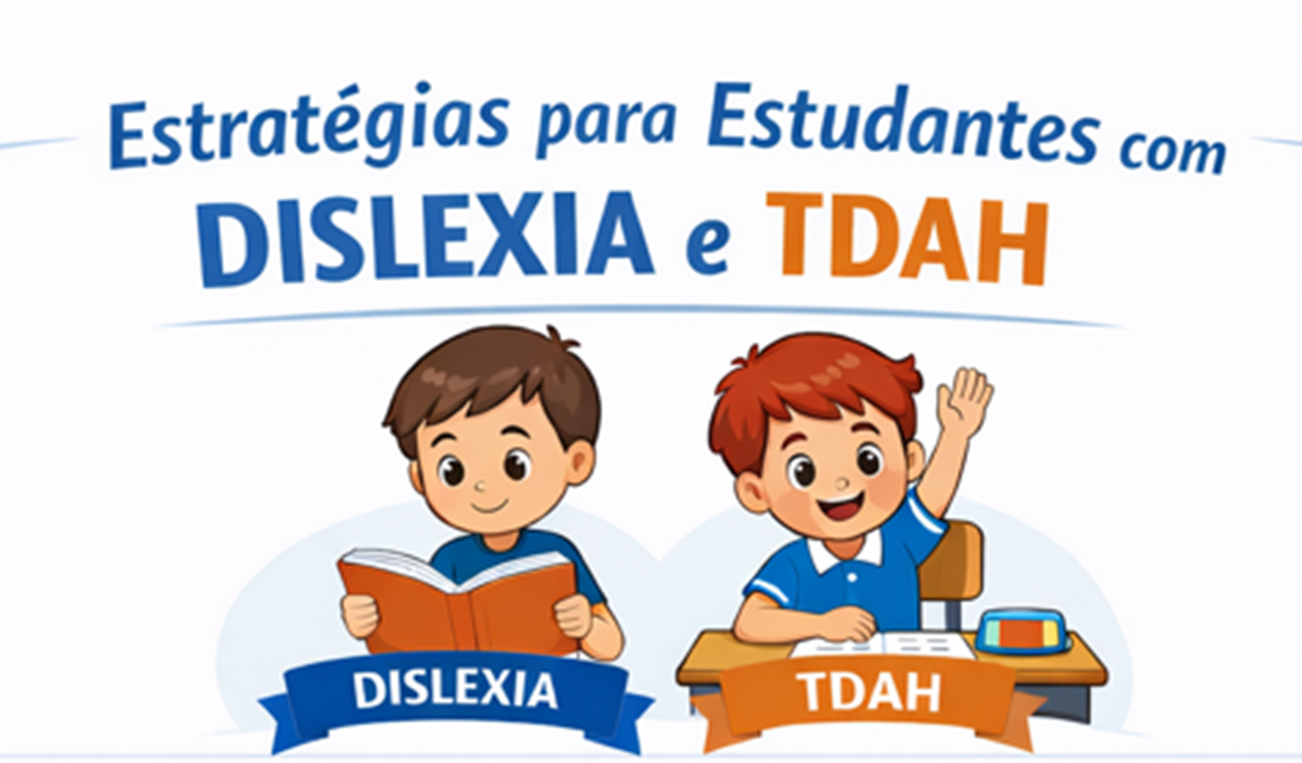 Estratégias para Estudantes com
DISLEXIA e TDAH
DISLEXIA
TDAH